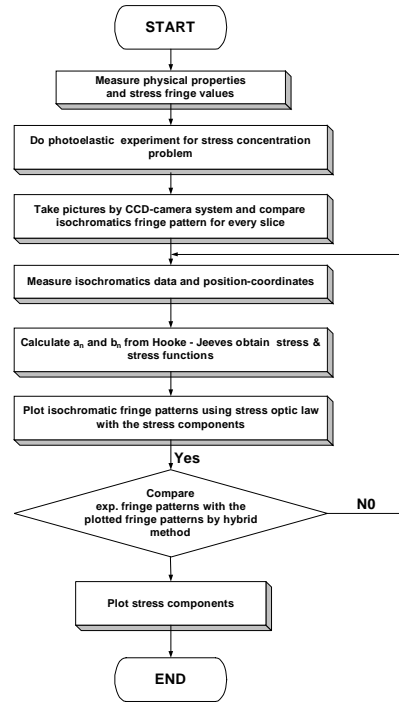 START
Measure physical properties
and stress fringe values
Do photoelastic experiment for stress concentration
problem
Take pictures by CCD-camera system and compare
isochromatics fringe pattern for every slice
Measure isochromatics data and position-coordinates
Calculate an and bn from Hooke - Jeeves obtain stress &
stress functions
Plot isochromatic fringe patterns using stress optic law
with the stress components
Yes
Compare
exp. fringe patterns with the
plotted fringe patterns by hybrid
method
N0
Plot stress components
END